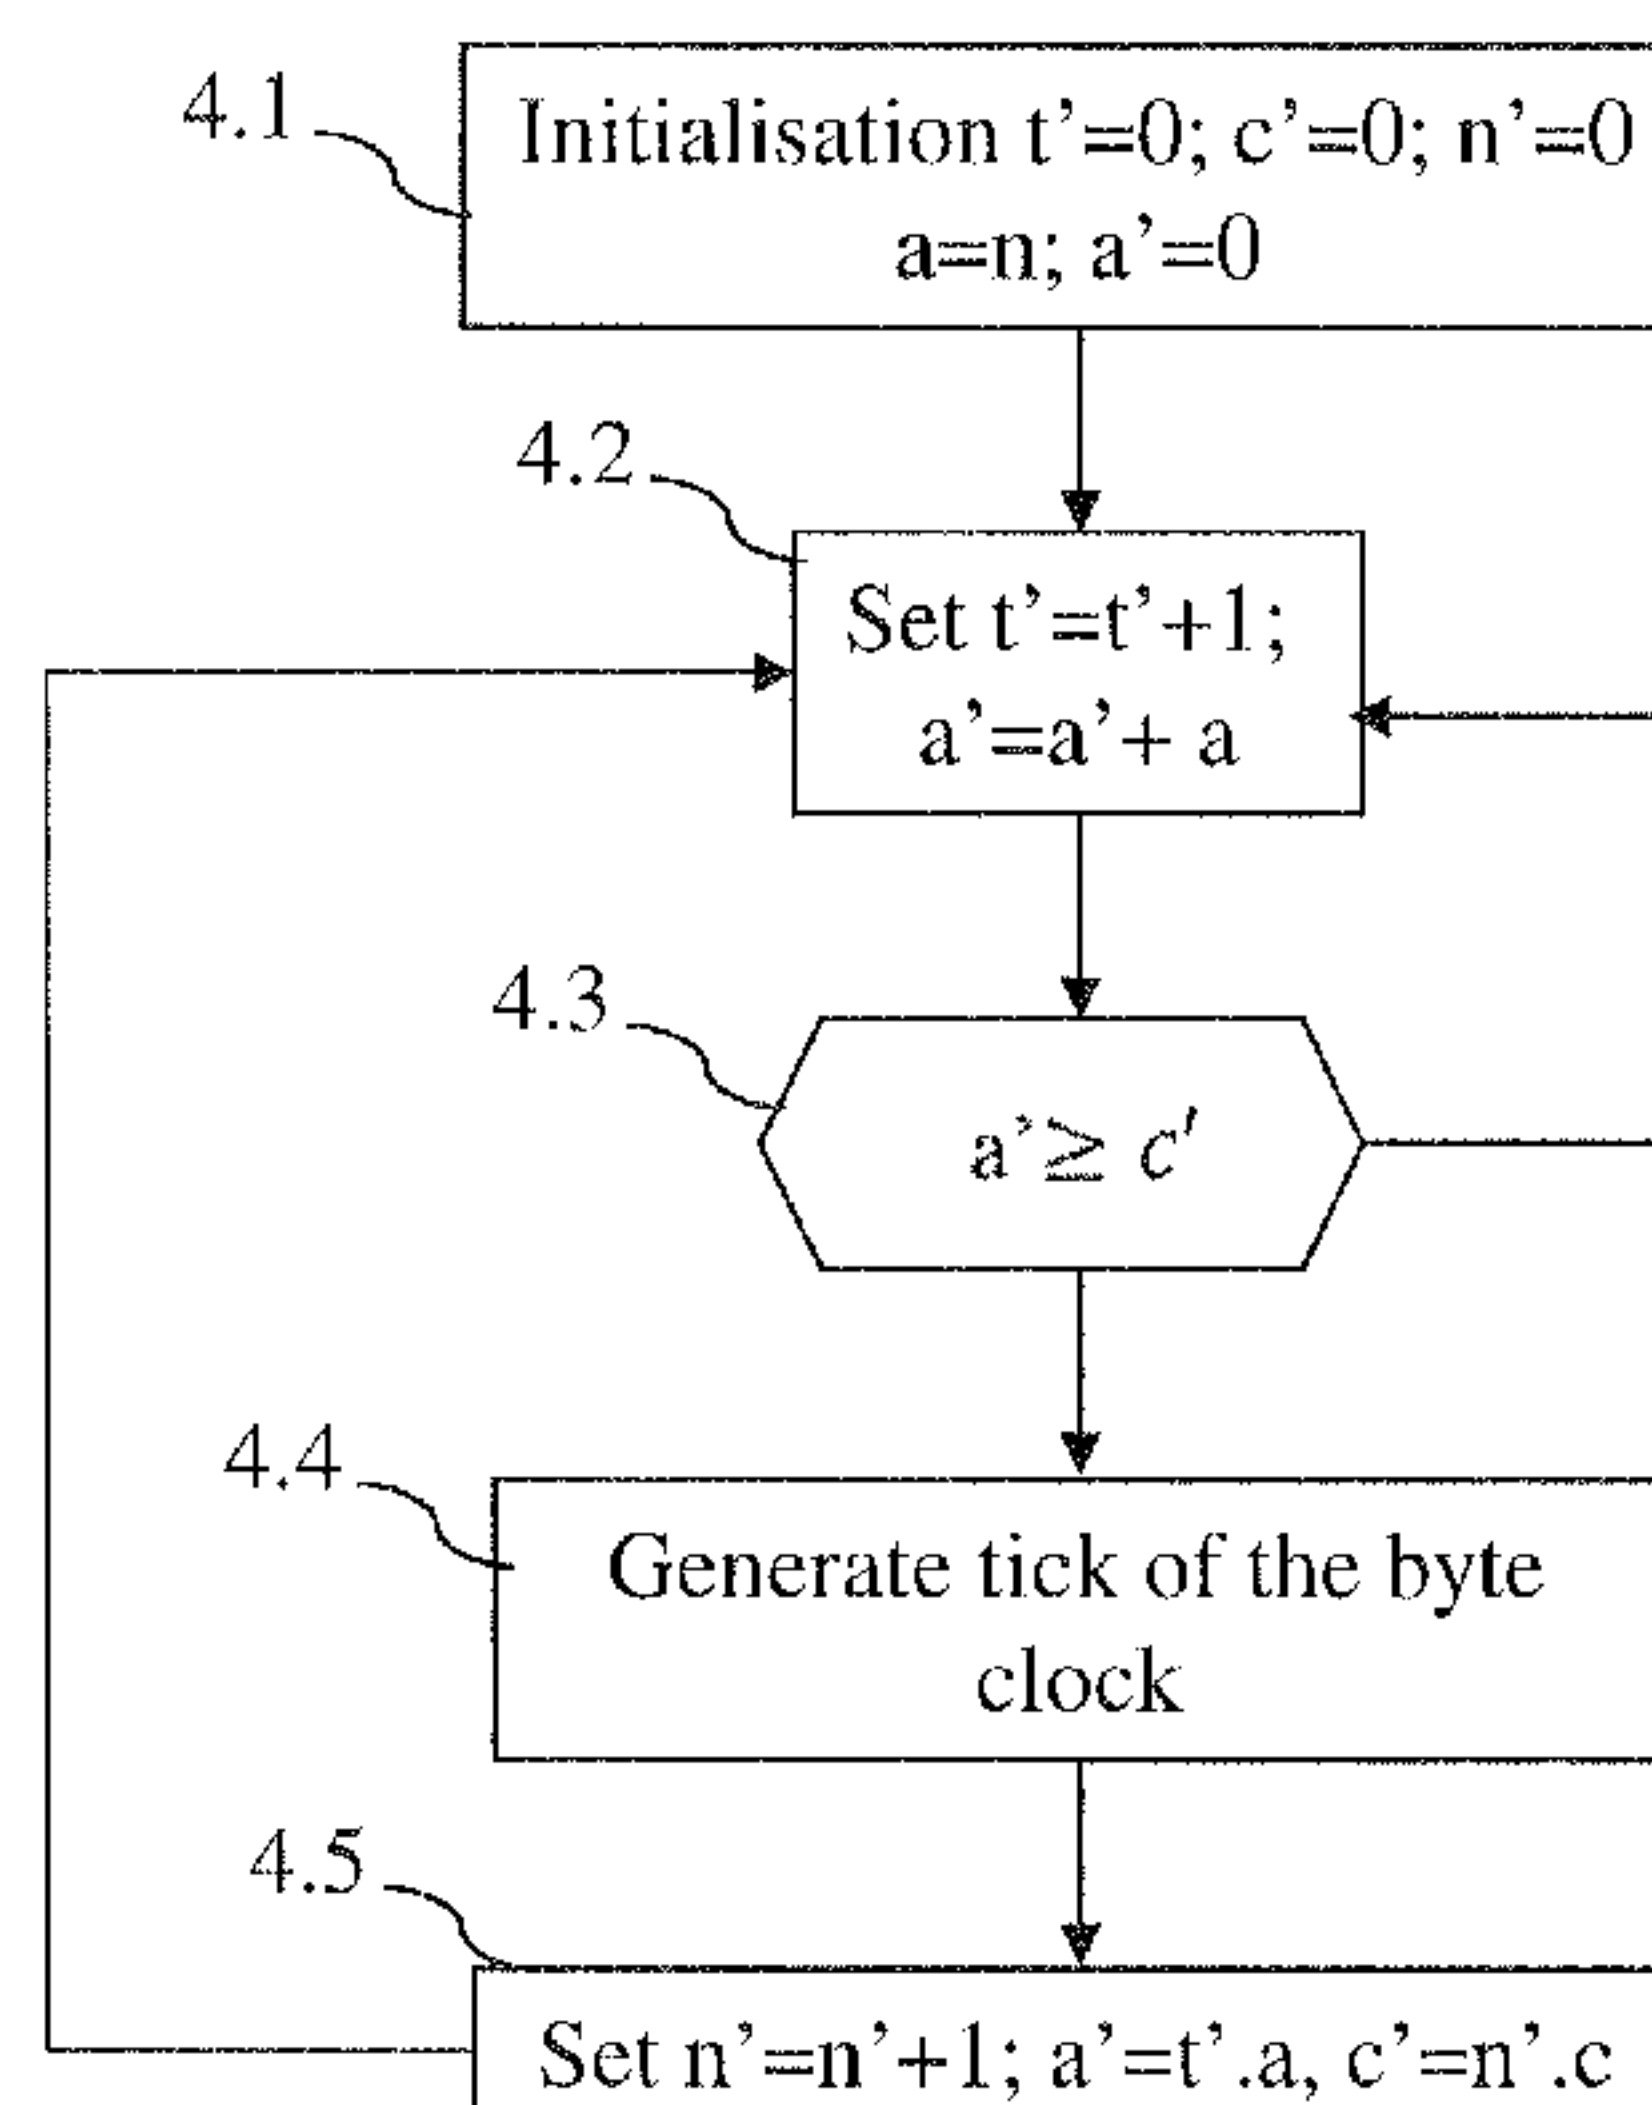 4.1
Initialisation t’=0; c’=0; n’=0
a=n; a’=0
4.2
Set t’=t’+1;
a’=a’+ a
4.3
a’≥ c′
4.4
Generate tick of the byte
clock
4.5
Set n’=n’+1; a’=t’.a, c’=n’.c